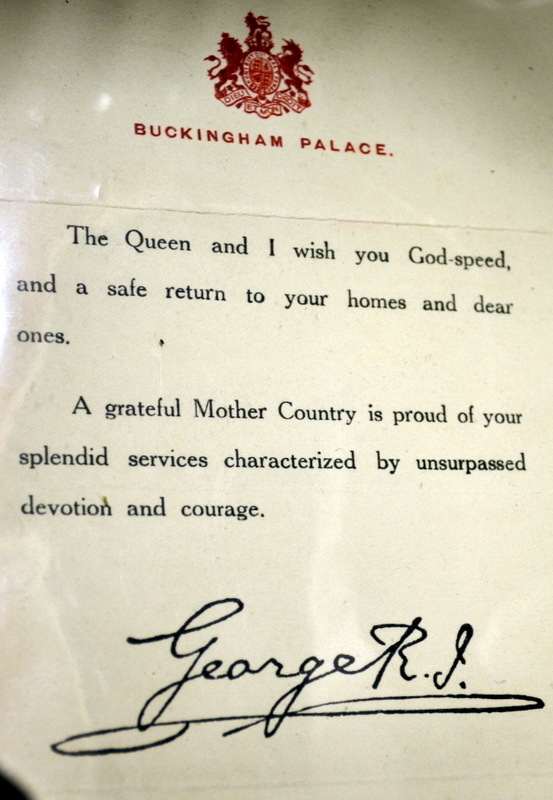 BUCKINGHAM PALACE.
The Queen and I wish you God-speed,
and a safe return to your homes and dear
ones.
A grateful Mother Country is proud of your
splendid services characterized by unsurpassed
devotion and courage.
George R.I.